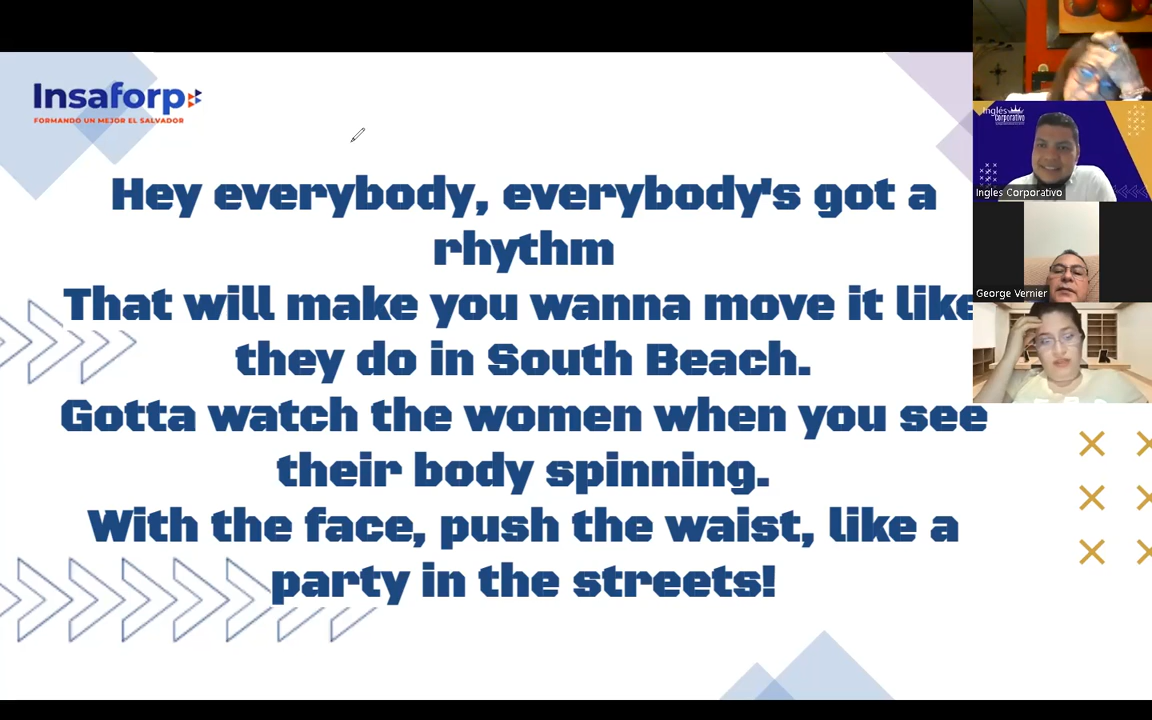 Insaforp
FORMANDO UN MEJOR EL SALVADOR
Hey everybody, everybody's got a
rhythm
That will make you wanna move it like
they do in South Beach.
Gotta watch the women when you see
their body spinning.
With the face, push the waist, like a
party in the streets!
Inglés
corporativo
Ingles Corporativo
George Vernier